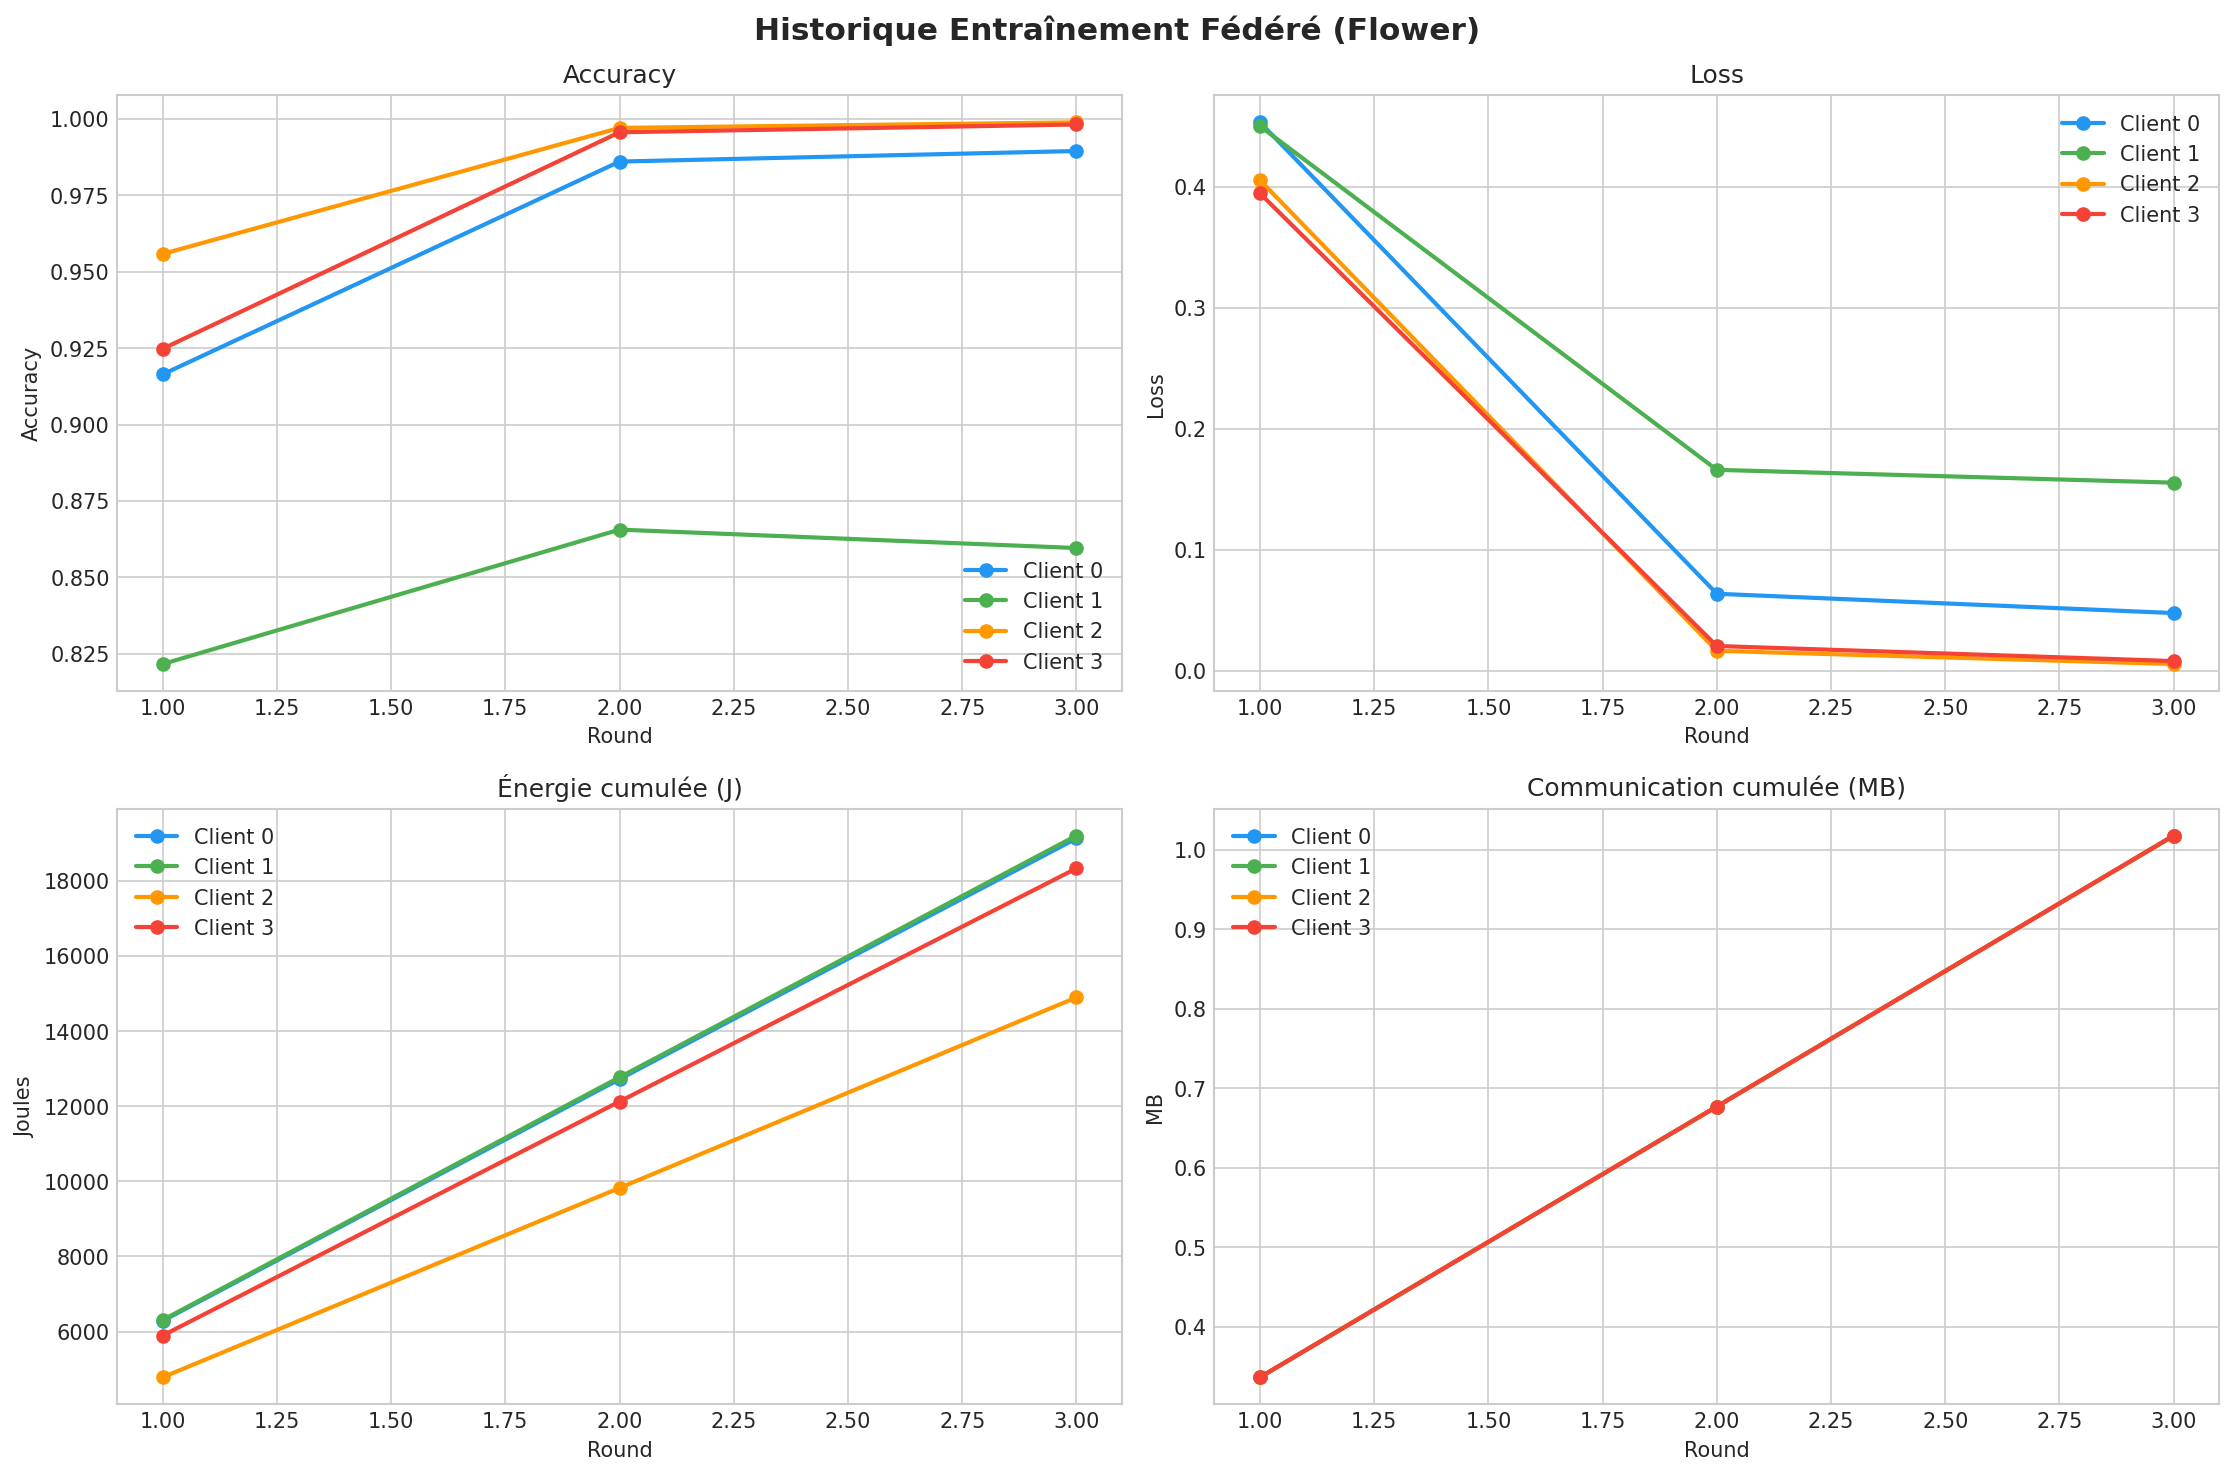 Historique Entraînement Fédéré (Flower)
Accuracy
1.000
0.975
0.950
0.925
0.900
0.875
0.850
0.825
Accuracy
Client 0
Client 1
Client 2
Client 3
1.00 1.25 1.50 1.75 2.00 2.25 2.50 2.75 3.00
Round
Loss
0.4
0.3
0.2
0.1
0.0
Loss
Client 0
Client 1
Client 2
Client 3
1.00 1.25 1.50 1.75 2.00 2.25 2.50 2.75 3.00
Round
Énergie cumulée (J)
18000
16000
14000
12000
10000
8000
6000
Joules
Client 0
Client 1
Client 2
Client 3
1.00 1.25 1.50 1.75 2.00 2.25 2.50 2.75 3.00
Round
Communication cumulée (MB)
1.0
0.9
0.8
0.7
0.6
0.5
0.4
MB
Client 0
Client 1
Client 2
Client 3
1.00 1.25 1.50 1.75 2.00 2.25 2.50 2.75 3.00
Round